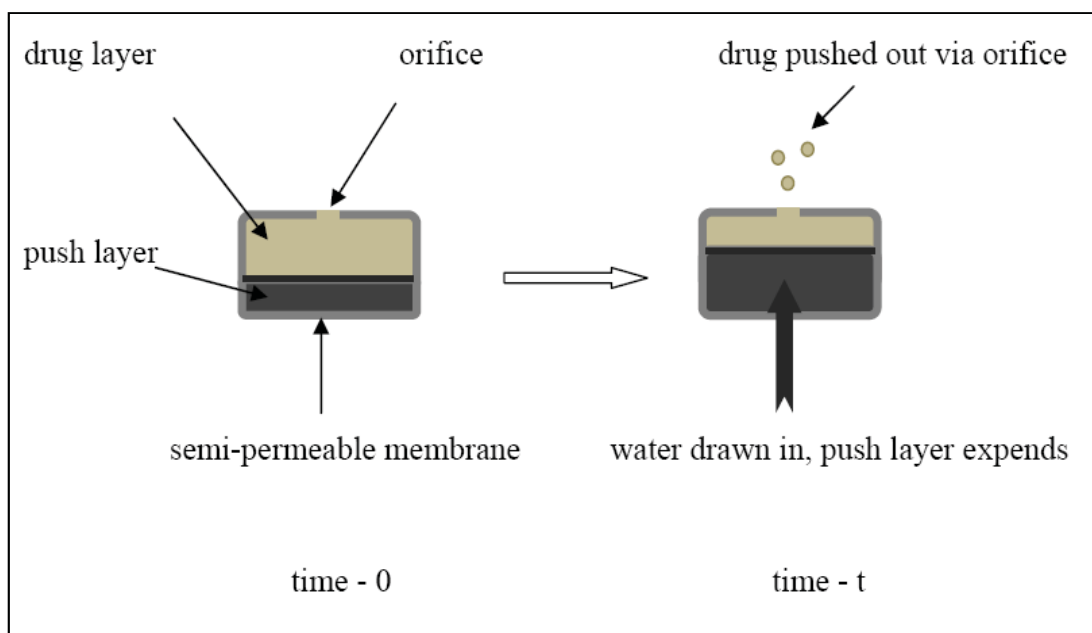 drug layer
orifice
drug pushed out via orifice
push layer
semi-permeable membrane
water drawn in, push layer expends
time - 0
time - t